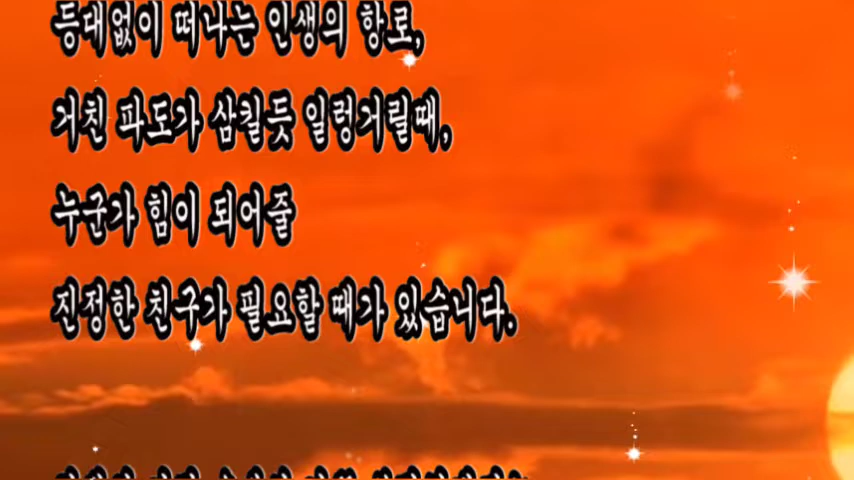 등대없이 떠나는 인생의 항로,
거친 파도가 삼킬듯 일렁거릴때,
누군가 힘이 되어줄
진정한 친구가 필요할 때가 있습니다.